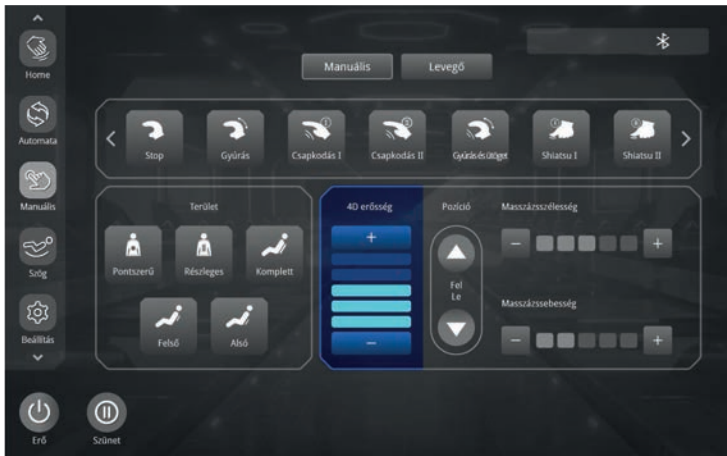 Manuális
Levegő
Home
Automata
Manuális
Szög
Beállítás
Stop
Gyúrás
Csapkodás I
Csapkodás II
Gyúrás és ütöget
Shiatsu I
Shiatsu II
Terület
Pontszerű
Részleges
Komplett
Felső
Alsó
4D erősség
+
−
Pozíció
Fel
Le
Masszázsszélesség
− +
Masszázssebesség
− +
Erő
Szünet